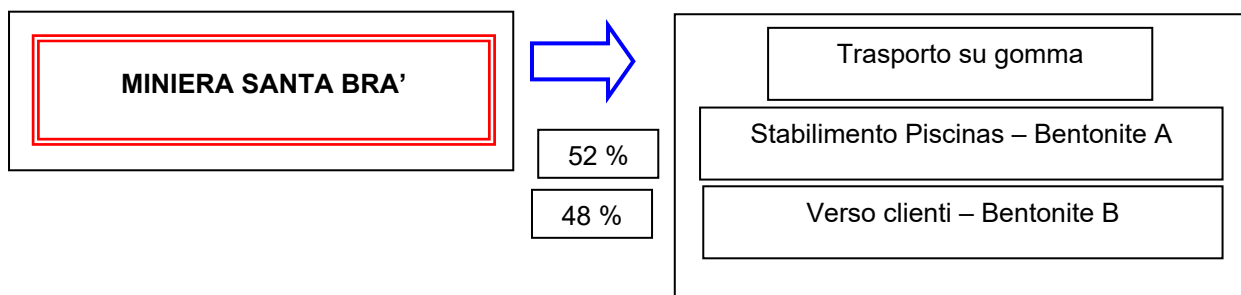 MINIERA SANTA BRA’
Trasporto su gomma
52 %
Stabilimento Piscinas – Bentonite A
48 %
Verso clienti – Bentonite B